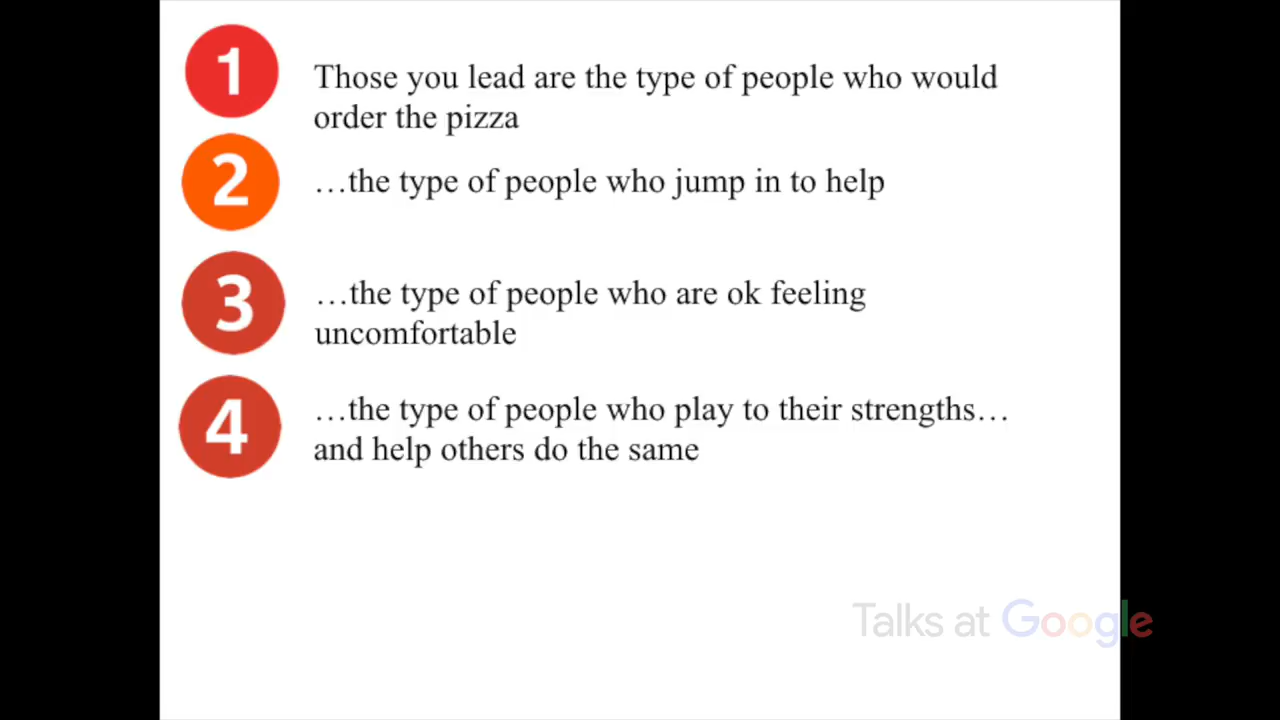 1
Those you lead are the type of people who would
order the pizza
2
…the type of people who jump in to help
3
…the type of people who are ok feeling
uncomfortable
4
…the type of people who play to their strengths…
and help others do the same
Talks at Google